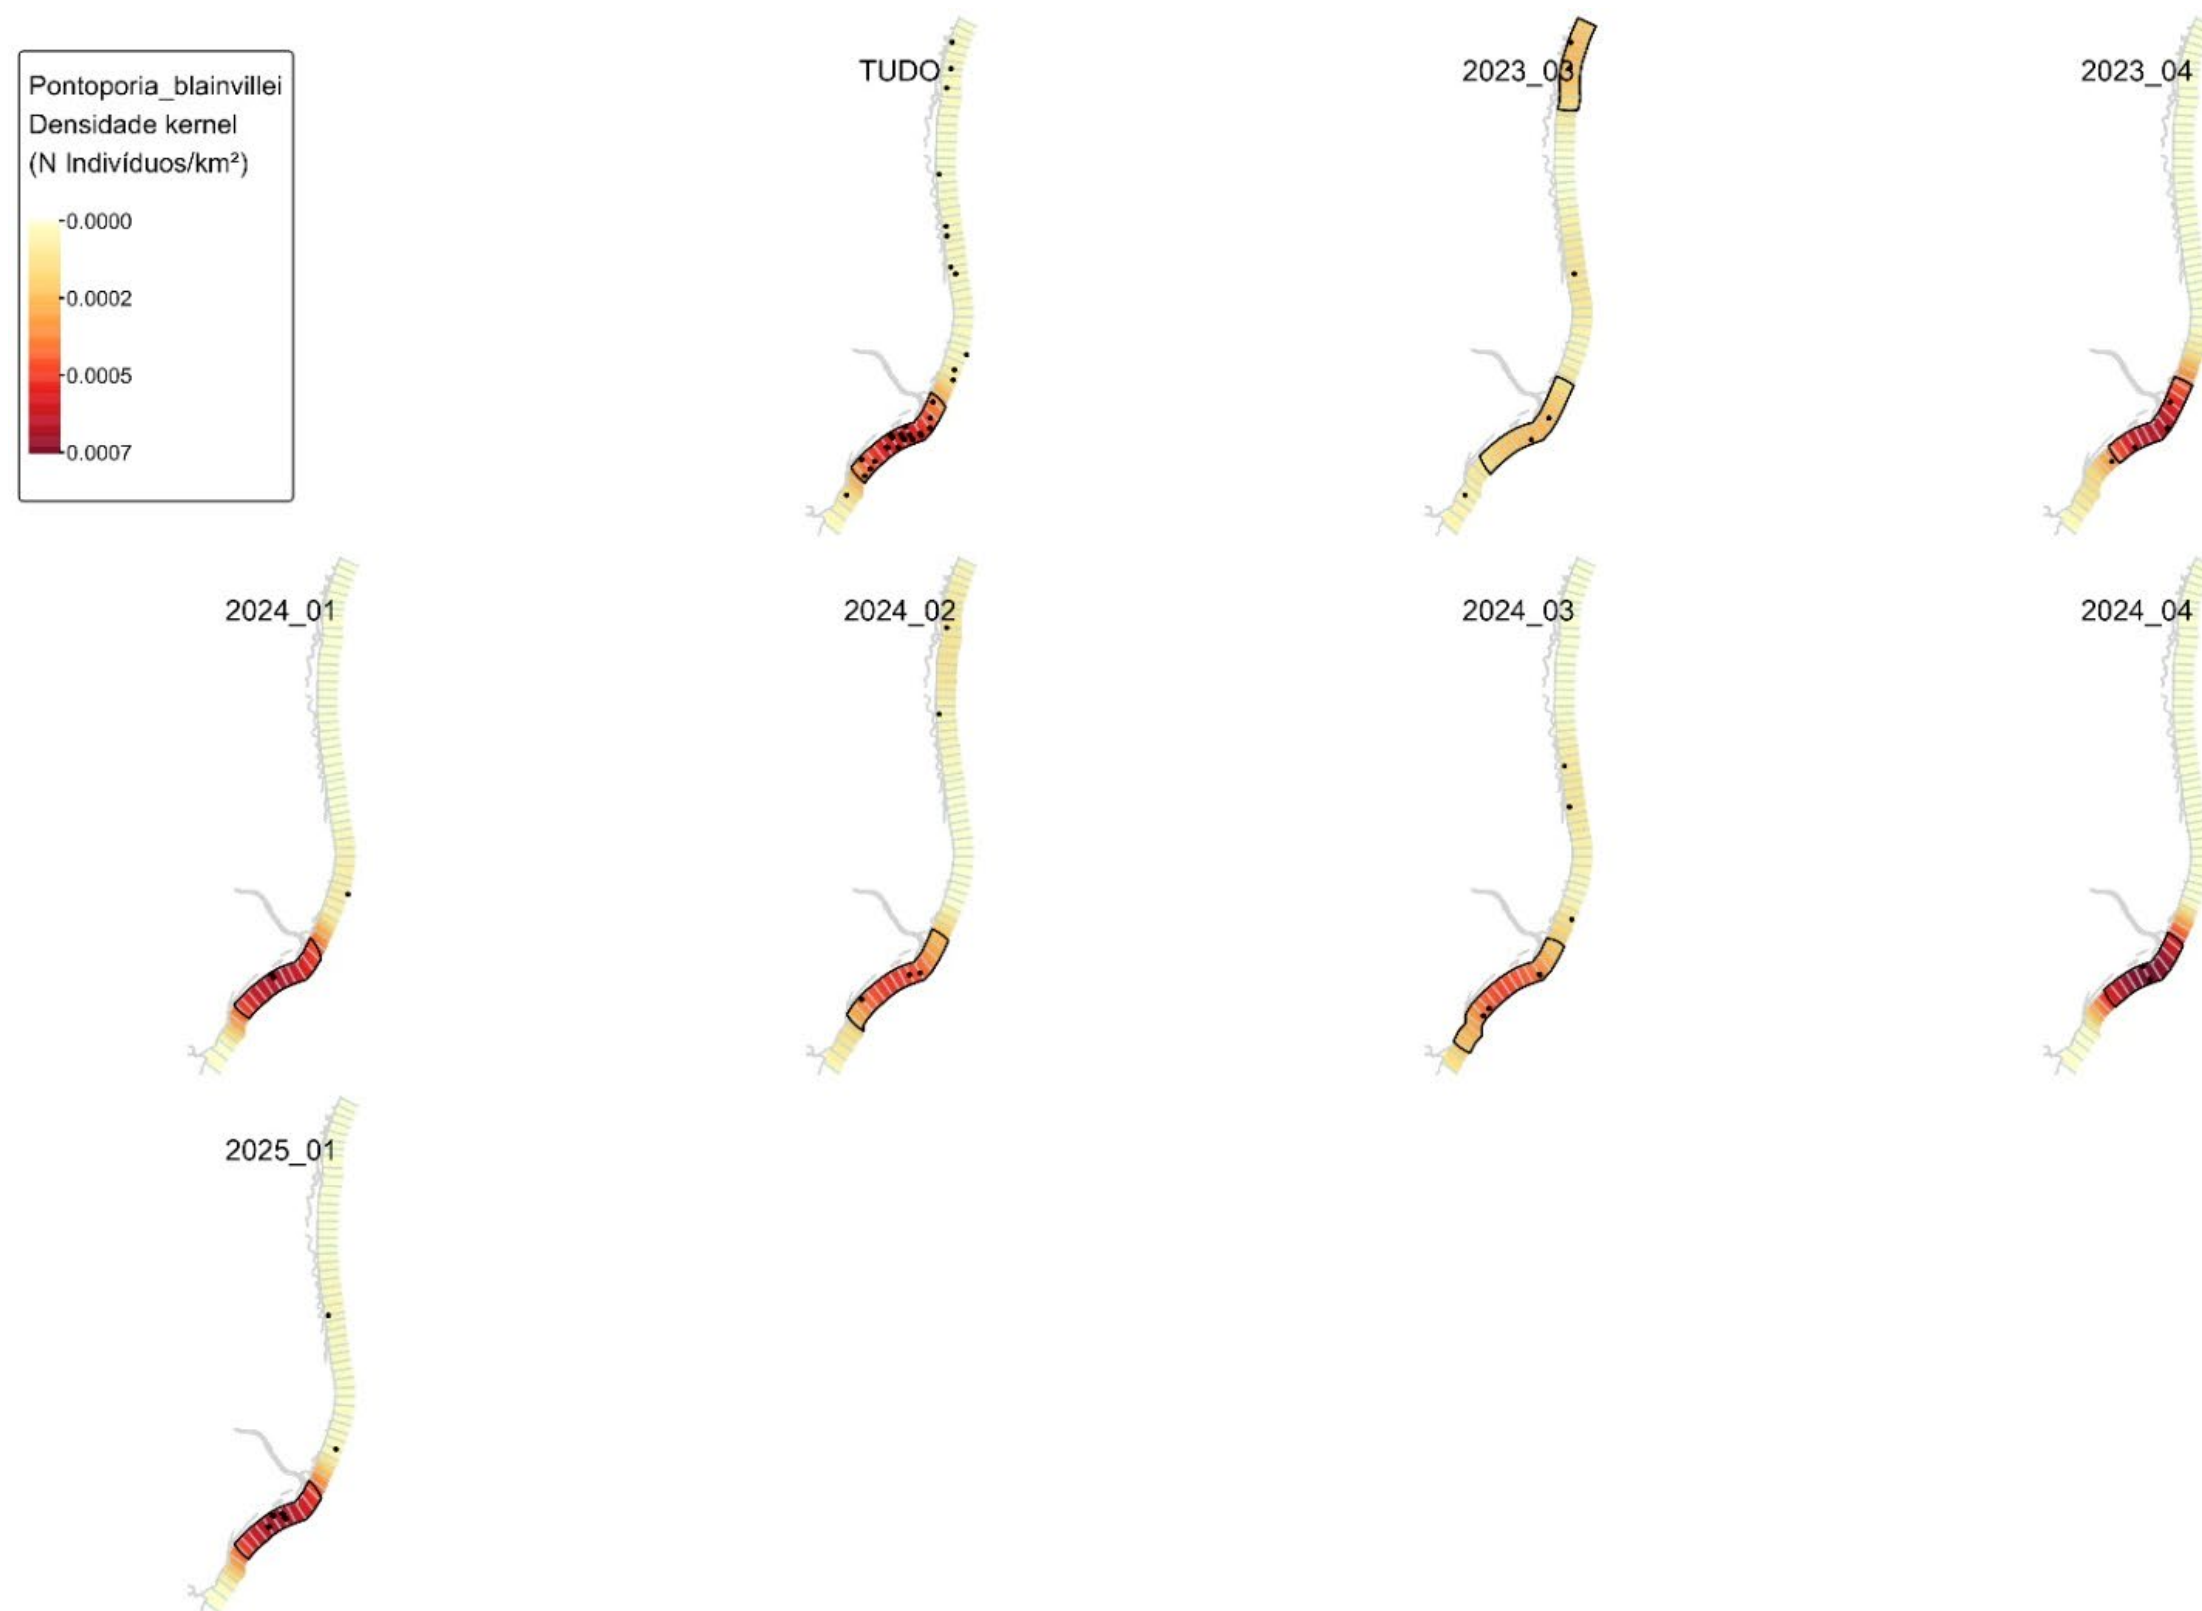 Pontoporia_blainvillei
Densidade kernel
(N Indivíduos/km²)
0.0000
0.0002
0.0005
0.0007
TUDO
2023_03
2023_04
2024_01
2024_02
2024_03
2024_04
2025_01